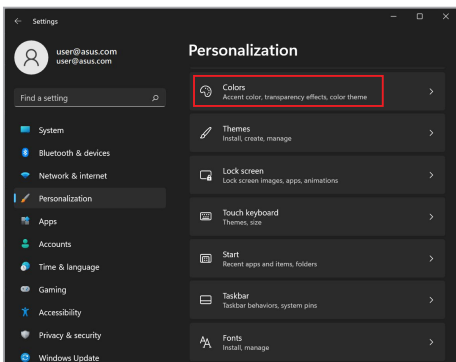 Settings
user@asus.com
user@asus.com
Find a setting
System
Bluetooth & devices
Network & internet
Personalization
Apps
Accounts
Time & language
Gaming
Accessibility
Privacy & security
Windows Update
Personalization
Colors
Accent color, transparency effects, color theme
Themes
Install, create, manage
Lock screen
Lock screen images, apps, animations
Touch keyboard
Themes, size
Start
Recent apps and items, folders
Taskbar
Taskbar behaviors, system pins
Fonts
Install, manage